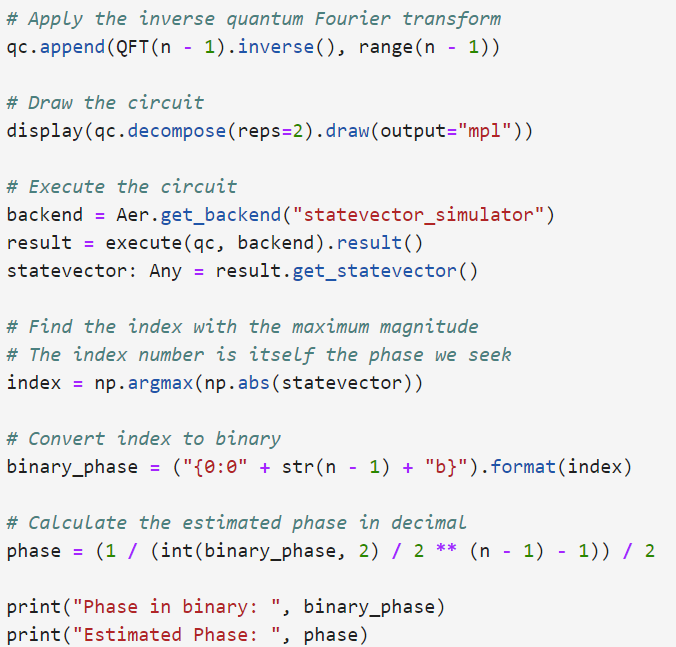 # Apply the inverse quantum Fourier transform
qc.append(QFT(n - 1).inverse(), range(n - 1))
# Draw the circuit
display(qc.decompose(reps=2).draw(output="mpl"))
# Execute the circuit
backend = Aer.get_backend("statevector_simulator")
result = execute(qc, backend).result()
statevector: Any = result.get_statevector()
# Find the index with the maximum magnitude
# The index number is itself the phase we seek
index = np.argmax(np.abs(statevector))
# Convert index to binary
binary_phase = ("{0:0" + str(n - 1) + "b}").format(index)
# Calculate the estimated phase in decimal
phase = (1 / (int(binary_phase, 2) / 2 ** (n - 1) - 1)) / 2
print("Phase in binary: ", binary_phase)
print("Estimated Phase: ", phase)